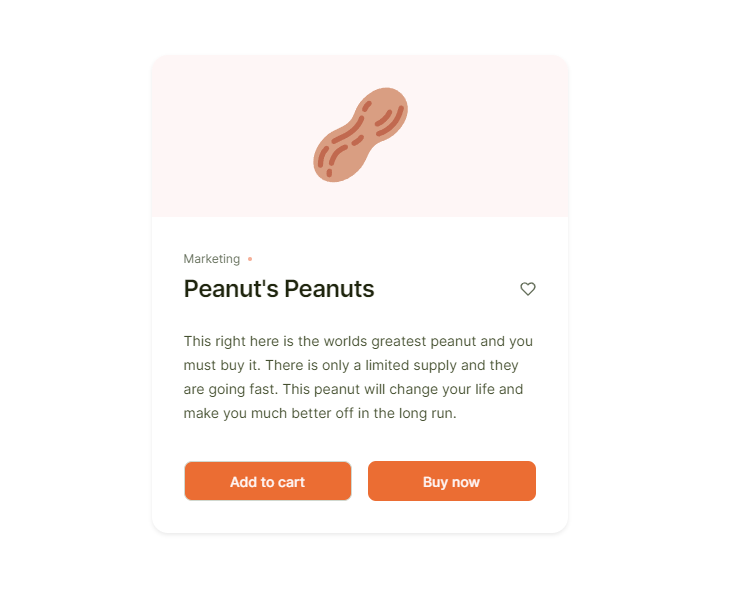 Marketing
Peanut's Peanuts
This right here is the worlds greatest peanut and you
must buy it. There is only a limited supply and they
are going fast. This peanut will change your life and
make you much better off in the long run.
Add to cart
Buy now